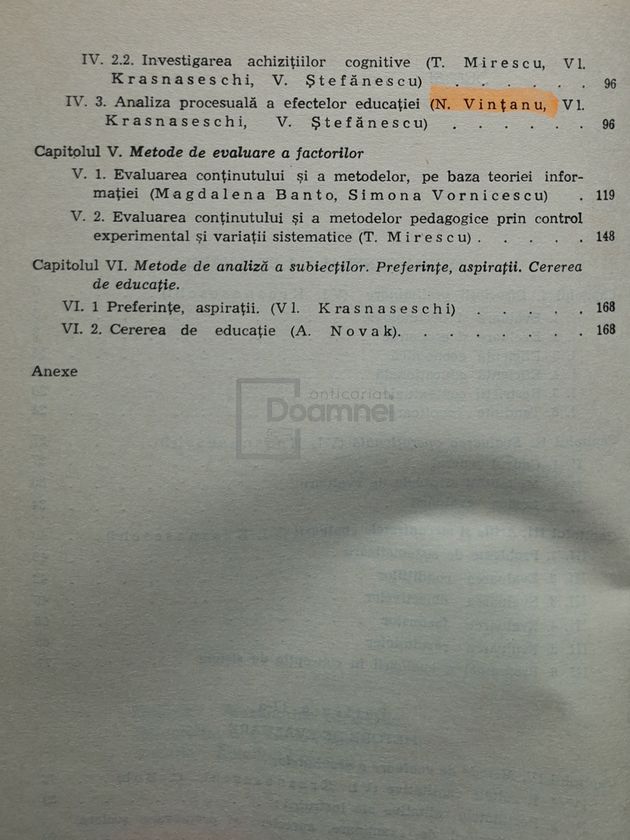 IV. 2.2. Investigarea achizițiilor cognitive (T. Mirescu, Vl.
Krasnaseschi, V. Ștefănescu) . . . . . . 96
IV. 3. Analiza procesuală a efectelor educației (N. Vințanu, Vl.
Krasnaseschi, V. Ștefănescu) . . . . . . 96
Capitolul V. Metode de evaluare a factorilor
V. 1. Evaluarea conținutului și a metodelor, pe baza teoriei infor-
mației (Magdalena Banto, Simona Vornicescu) . 119
V. 2. Evaluarea conținutului și a metodelor pedagogice prin control
experimental și variații sistematice (T. Mirescu) . . . . . 148
Capitolul VI. Metode de analiză a subiecților. Preferințe, aspirații. Cererea
de educație.
VI. 1 Preferințe, aspirații. (Vl. Krasnaseschi) . . . . . 168
VI. 2. Cererea de educație (A. Novak). . . . . . . . 168
Anexe
anticariat
Doamnei